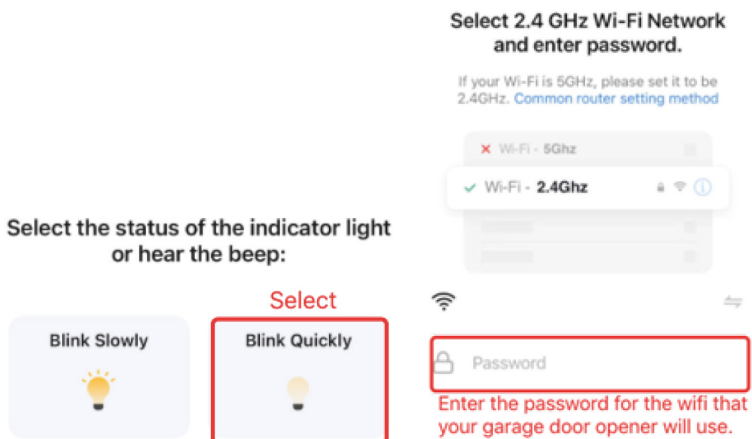 Select the status of the indicator light
or hear the beep:
Select
Blink Slowly
Blink Quickly
Select 2.4 GHz Wi-Fi Network
and enter password.
If your Wi-Fi is 5GHz, please set it to be
2.4GHz. Common router setting method
Wi-Fi - 5Ghz
Wi-Fi - 2.4Ghz
Password
Enter the password for the wifi that
your garage door opener will use.